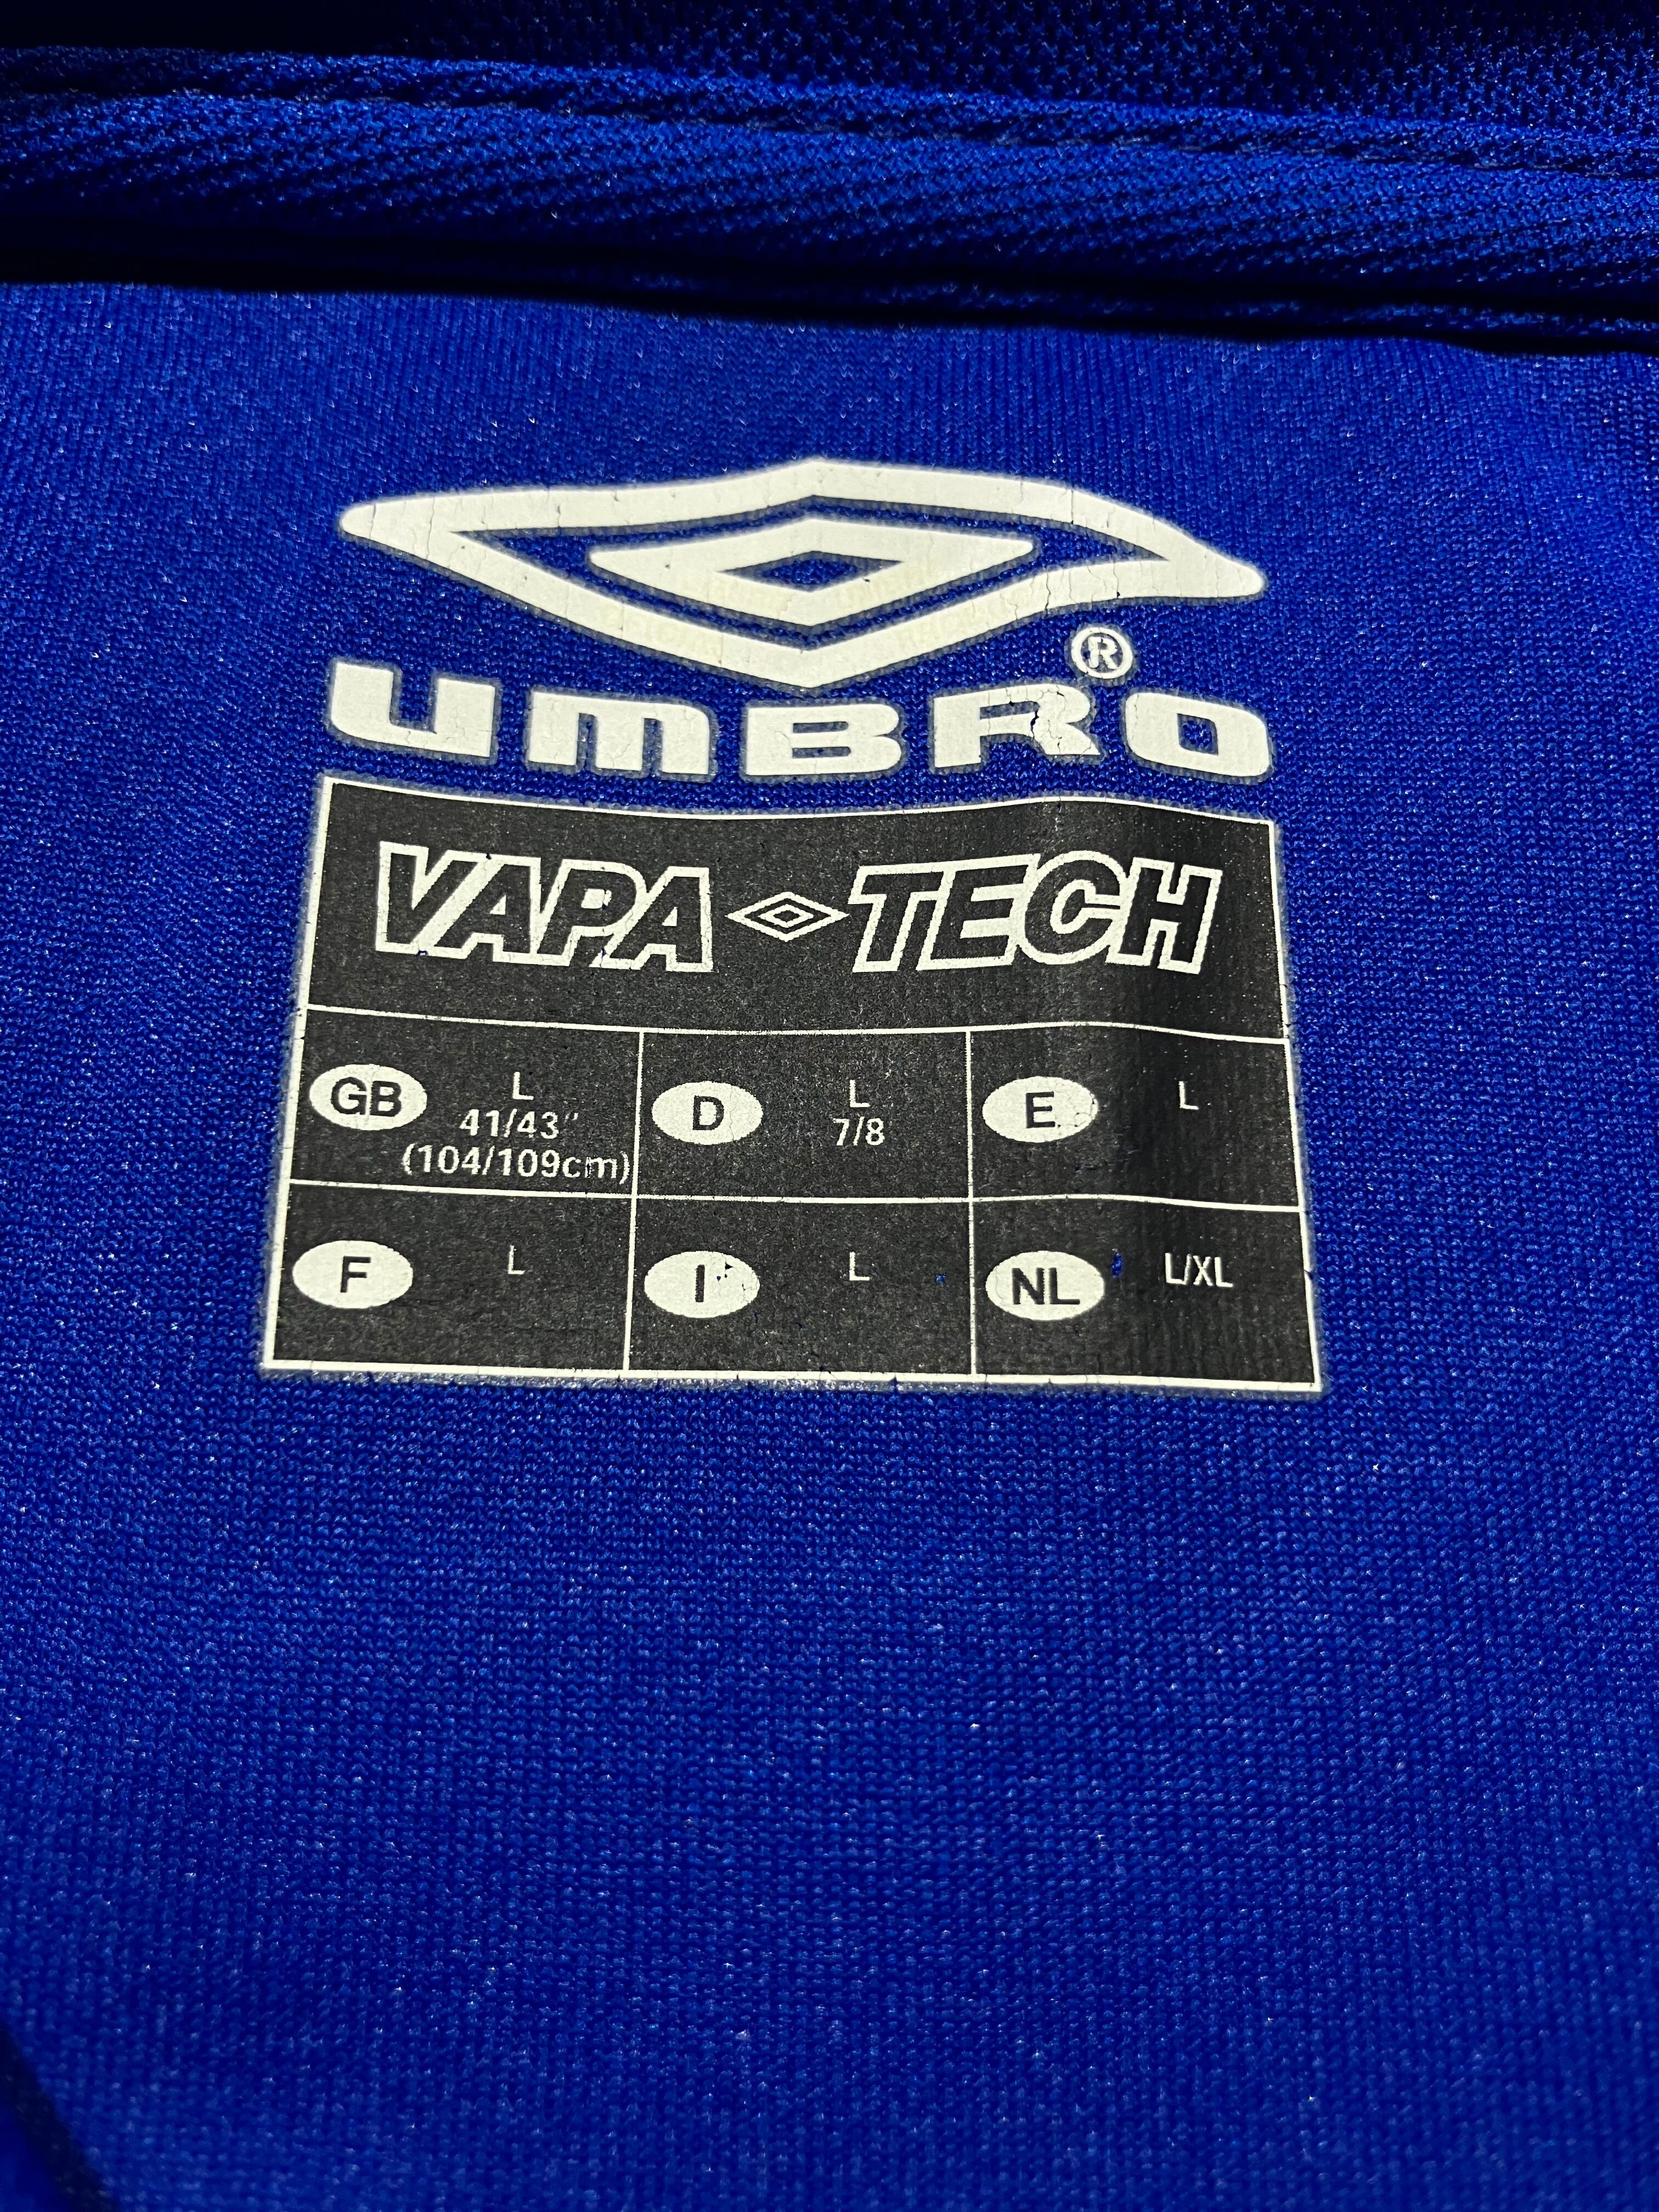 ®
UMBRO
VAPA TECH
GB L
41/43"
(104/109cm)
D L
7/8
E L
F L
I L
NL L/XL